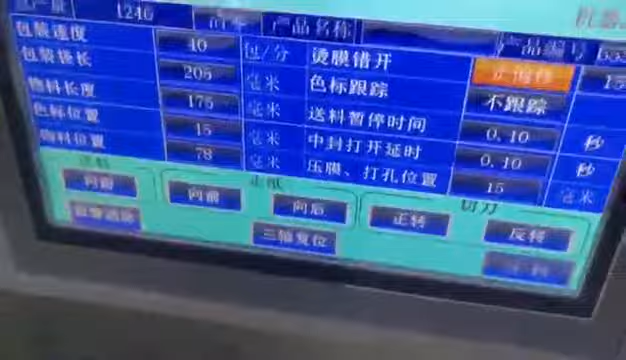 1246 产品名称 产品编号
包装速度 40 包/分 烫膜错开
包装袋长 205 毫米 色标跟踪 不跟踪
物料长度 175 毫米 送料暂停时间 0.10 秒
色标位置 15 毫米 中封打开延时 0.10 秒
物料位置 78 毫米 压膜、打孔位置 15 毫米
送料 走纸 切刀
向前 向前 向后 正转 反转
报警消除 三轴复位